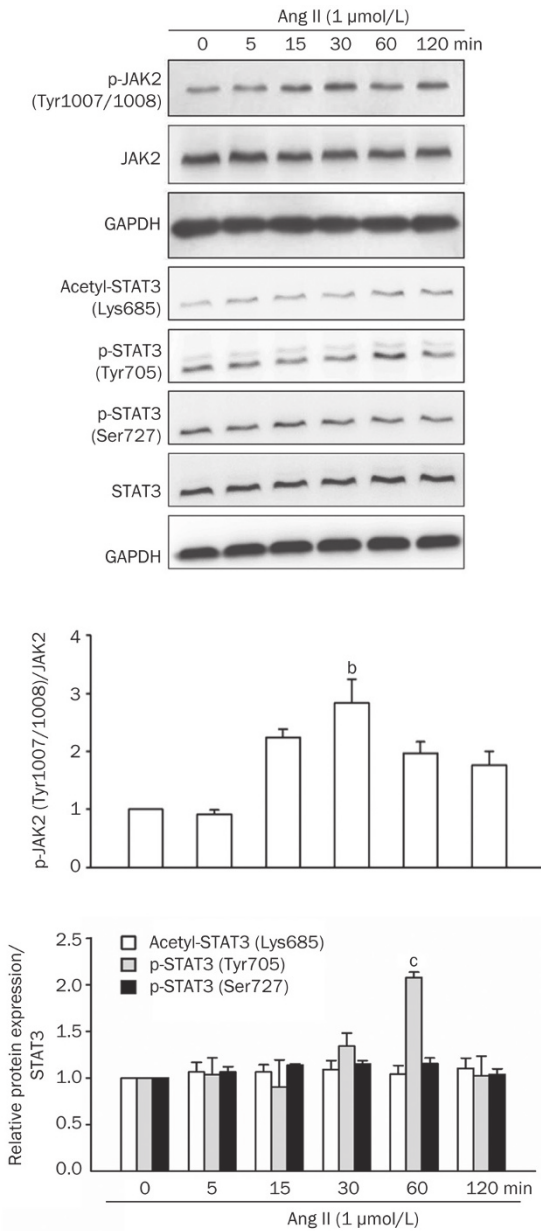 Ang II (1 μmol/L)
0 5 15 30 60 120 min
p-JAK2
(Tyr1007/1008)
JAK2
GAPDH
Acetyl-STAT3
(Lys685)
p-STAT3
(Tyr705)
p-STAT3
(Ser727)
STAT3
GAPDH
p-JAK2 (Tyr1007/1008)/JAK2
4
3
2
1
0
b
Relative protein expression/
STAT3
2.5
2.0
1.5
1.0
0.5
0.0
Acetyl-STAT3 (Lys685)
p-STAT3 (Tyr705)
p-STAT3 (Ser727)
c
0 5 15 30 60 120 min
Ang II (1 μmol/L)